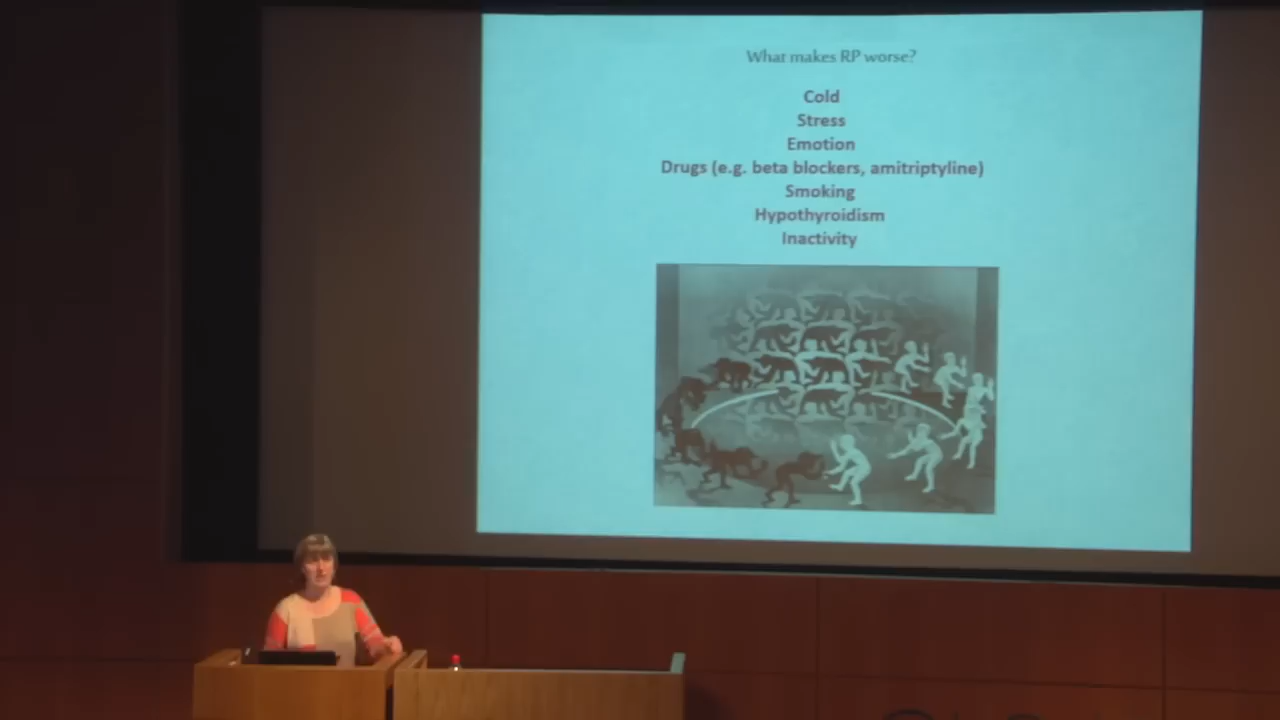 What makes RP worse?
Cold
Stress
Emotion
Drugs (e.g. beta blockers, amitriptyline)
Smoking
Hypothyroidism
Inactivity